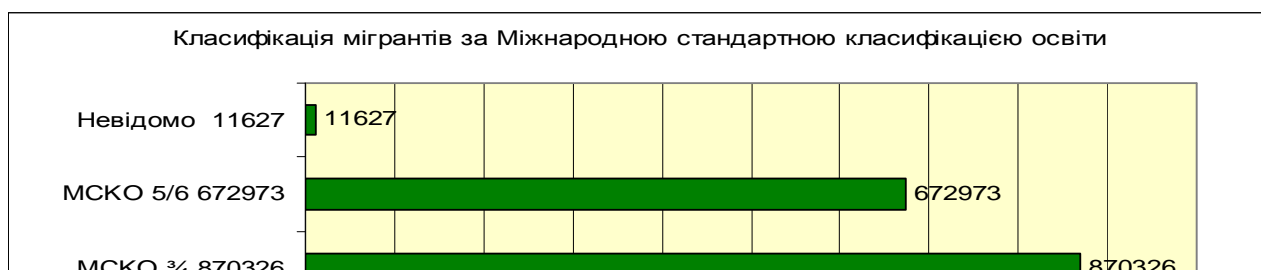 Класифікація мігрантів за Міжнародною стандартною класифікацією освіти
Невідомо 11627
11627
МСКО 5/6 672973
672973
МСКО ¾ 870326
870326